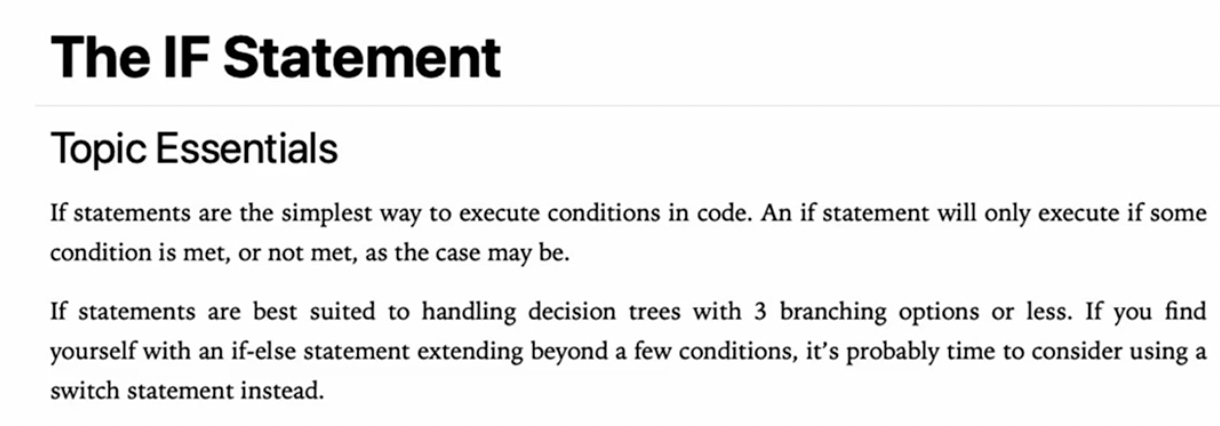 The IF Statement
Topic Essentials
If statements are the simplest way to execute conditions in code. An if statement will only execute if some
condition is met, or not met, as the case may be.
If statements are best suited to handling decision trees with 3 branching options or less. If you find
yourself with an if-else statement extending beyond a few conditions, it’s probably time to consider using a
switch statement instead.